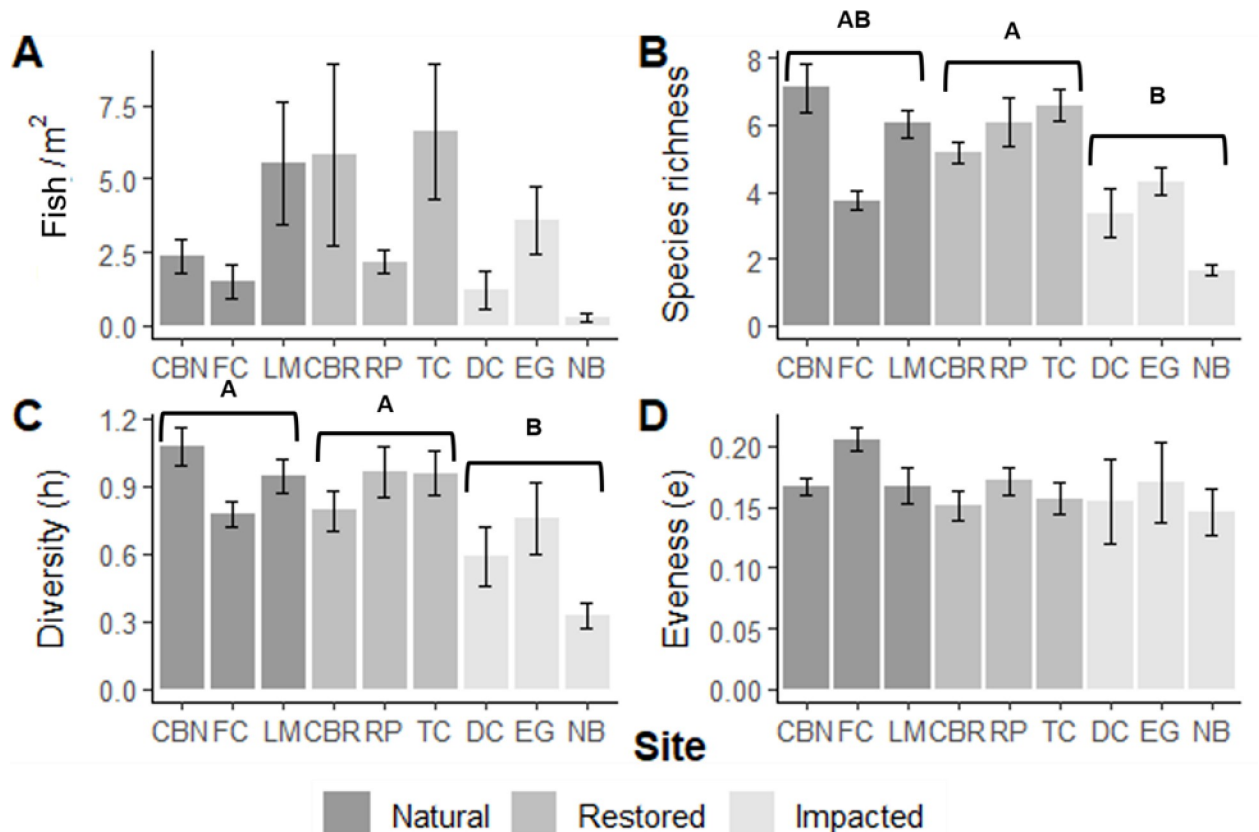 A
Fish /m²
7.5
5.0
2.5
0.0
CBN FC LM CBR RP TC DC EG NB
B
Species richness
AB
A
B
8
6
4
2
0
CBN FC LM CBR RP TC DC EG NB
C
Diversity (h)
A
A
B
1.2
0.9
0.6
0.3
0.0
CBN FC LM CBR RP TC DC EG NB
D
Eveness (e)
0.20
0.15
0.10
0.05
0.00
CBN FC LM CBR RP TC DC EG NB
Site
Natural Restored Impacted